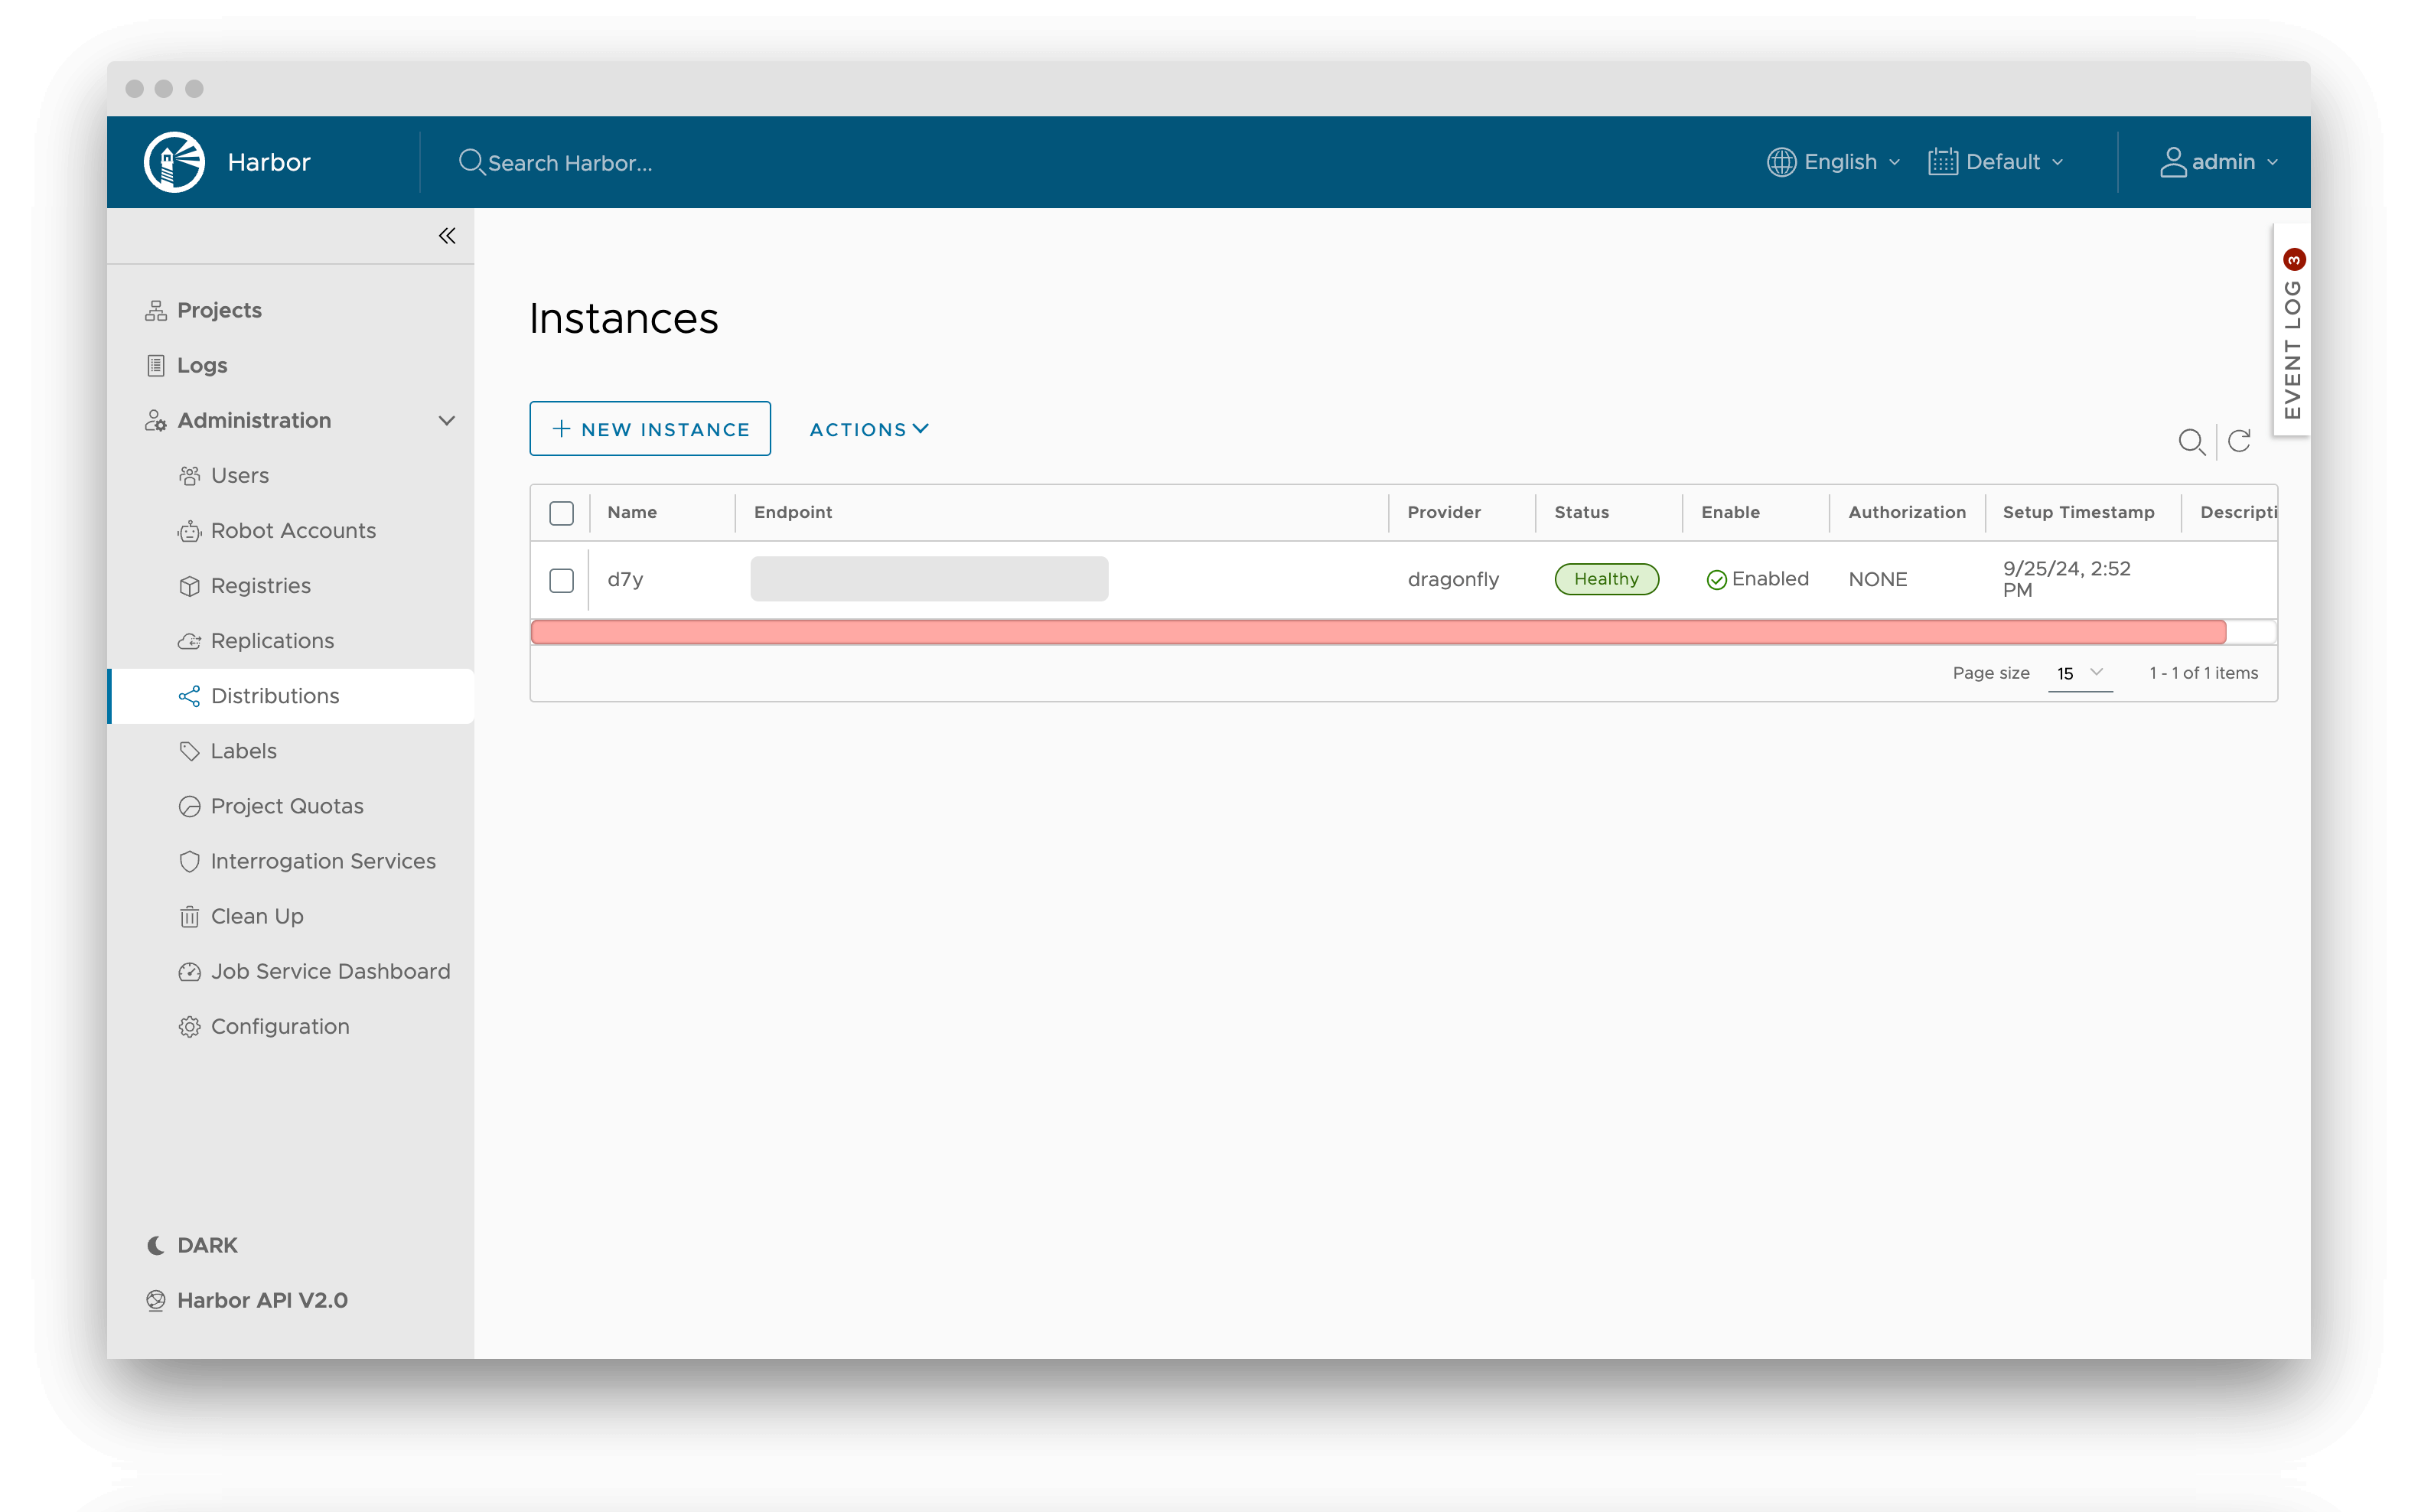 Harbor
Search Harbor...
English
Default
admin
EVENT LOG 3
Projects
Logs
Administration
Users
Robot Accounts
Registries
Replications
Distributions
Labels
Project Quotas
Interrogation Services
Clean Up
Job Service Dashboard
Configuration
DARK
Harbor API V2.0
Instances
NEW INSTANCE ACTIONS
Name Endpoint Provider Status Enable Authorization Setup Timestamp Descripti
d7y dragonfly Healthy Enabled NONE 9/25/24, 2:52
PM
Page size 15 1 - 1 of 1 items